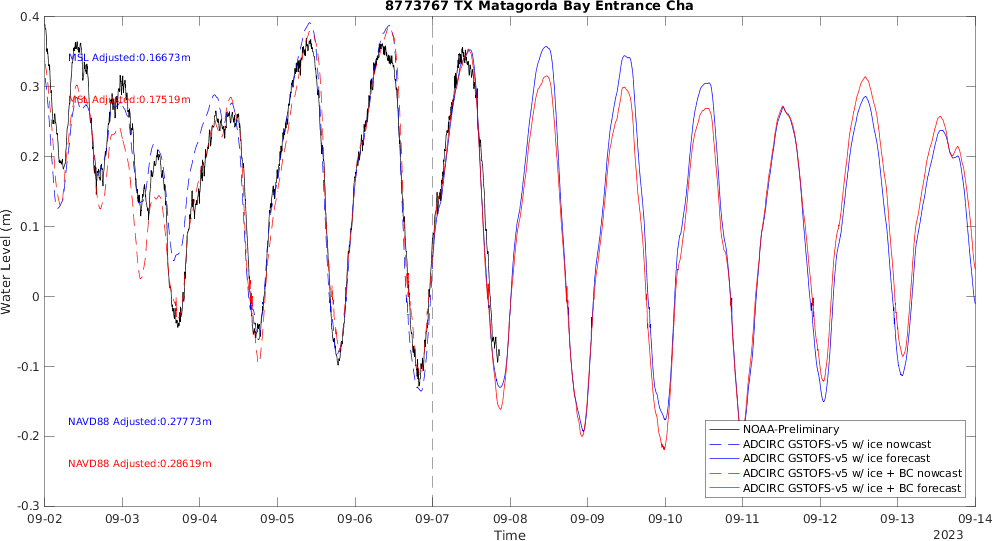 8773767 TX Matagorda Bay Entrance Cha
0.4
0.3
0.2
0.1
0
-0.1
-0.2
-0.3
Water Level (m)
MSL Adjusted:0.16673m
MSL Adjusted:0.17519m
NAVD88 Adjusted:0.27773m
NAVD88 Adjusted:0.28619m
NOAA-Preliminary
ADCIRC GSTOFS-v5 w/ ice nowcast
ADCIRC GSTOFS-v5 w/ ice forecast
ADCIRC GSTOFS-v5 w/ ice + BC nowcast
ADCIRC GSTOFS-v5 w/ ice + BC forecast
09-02 09-03 09-04 09-05 09-06 09-07 09-08 09-09 09-10 09-11 09-12 09-13 09-14
Time
2023